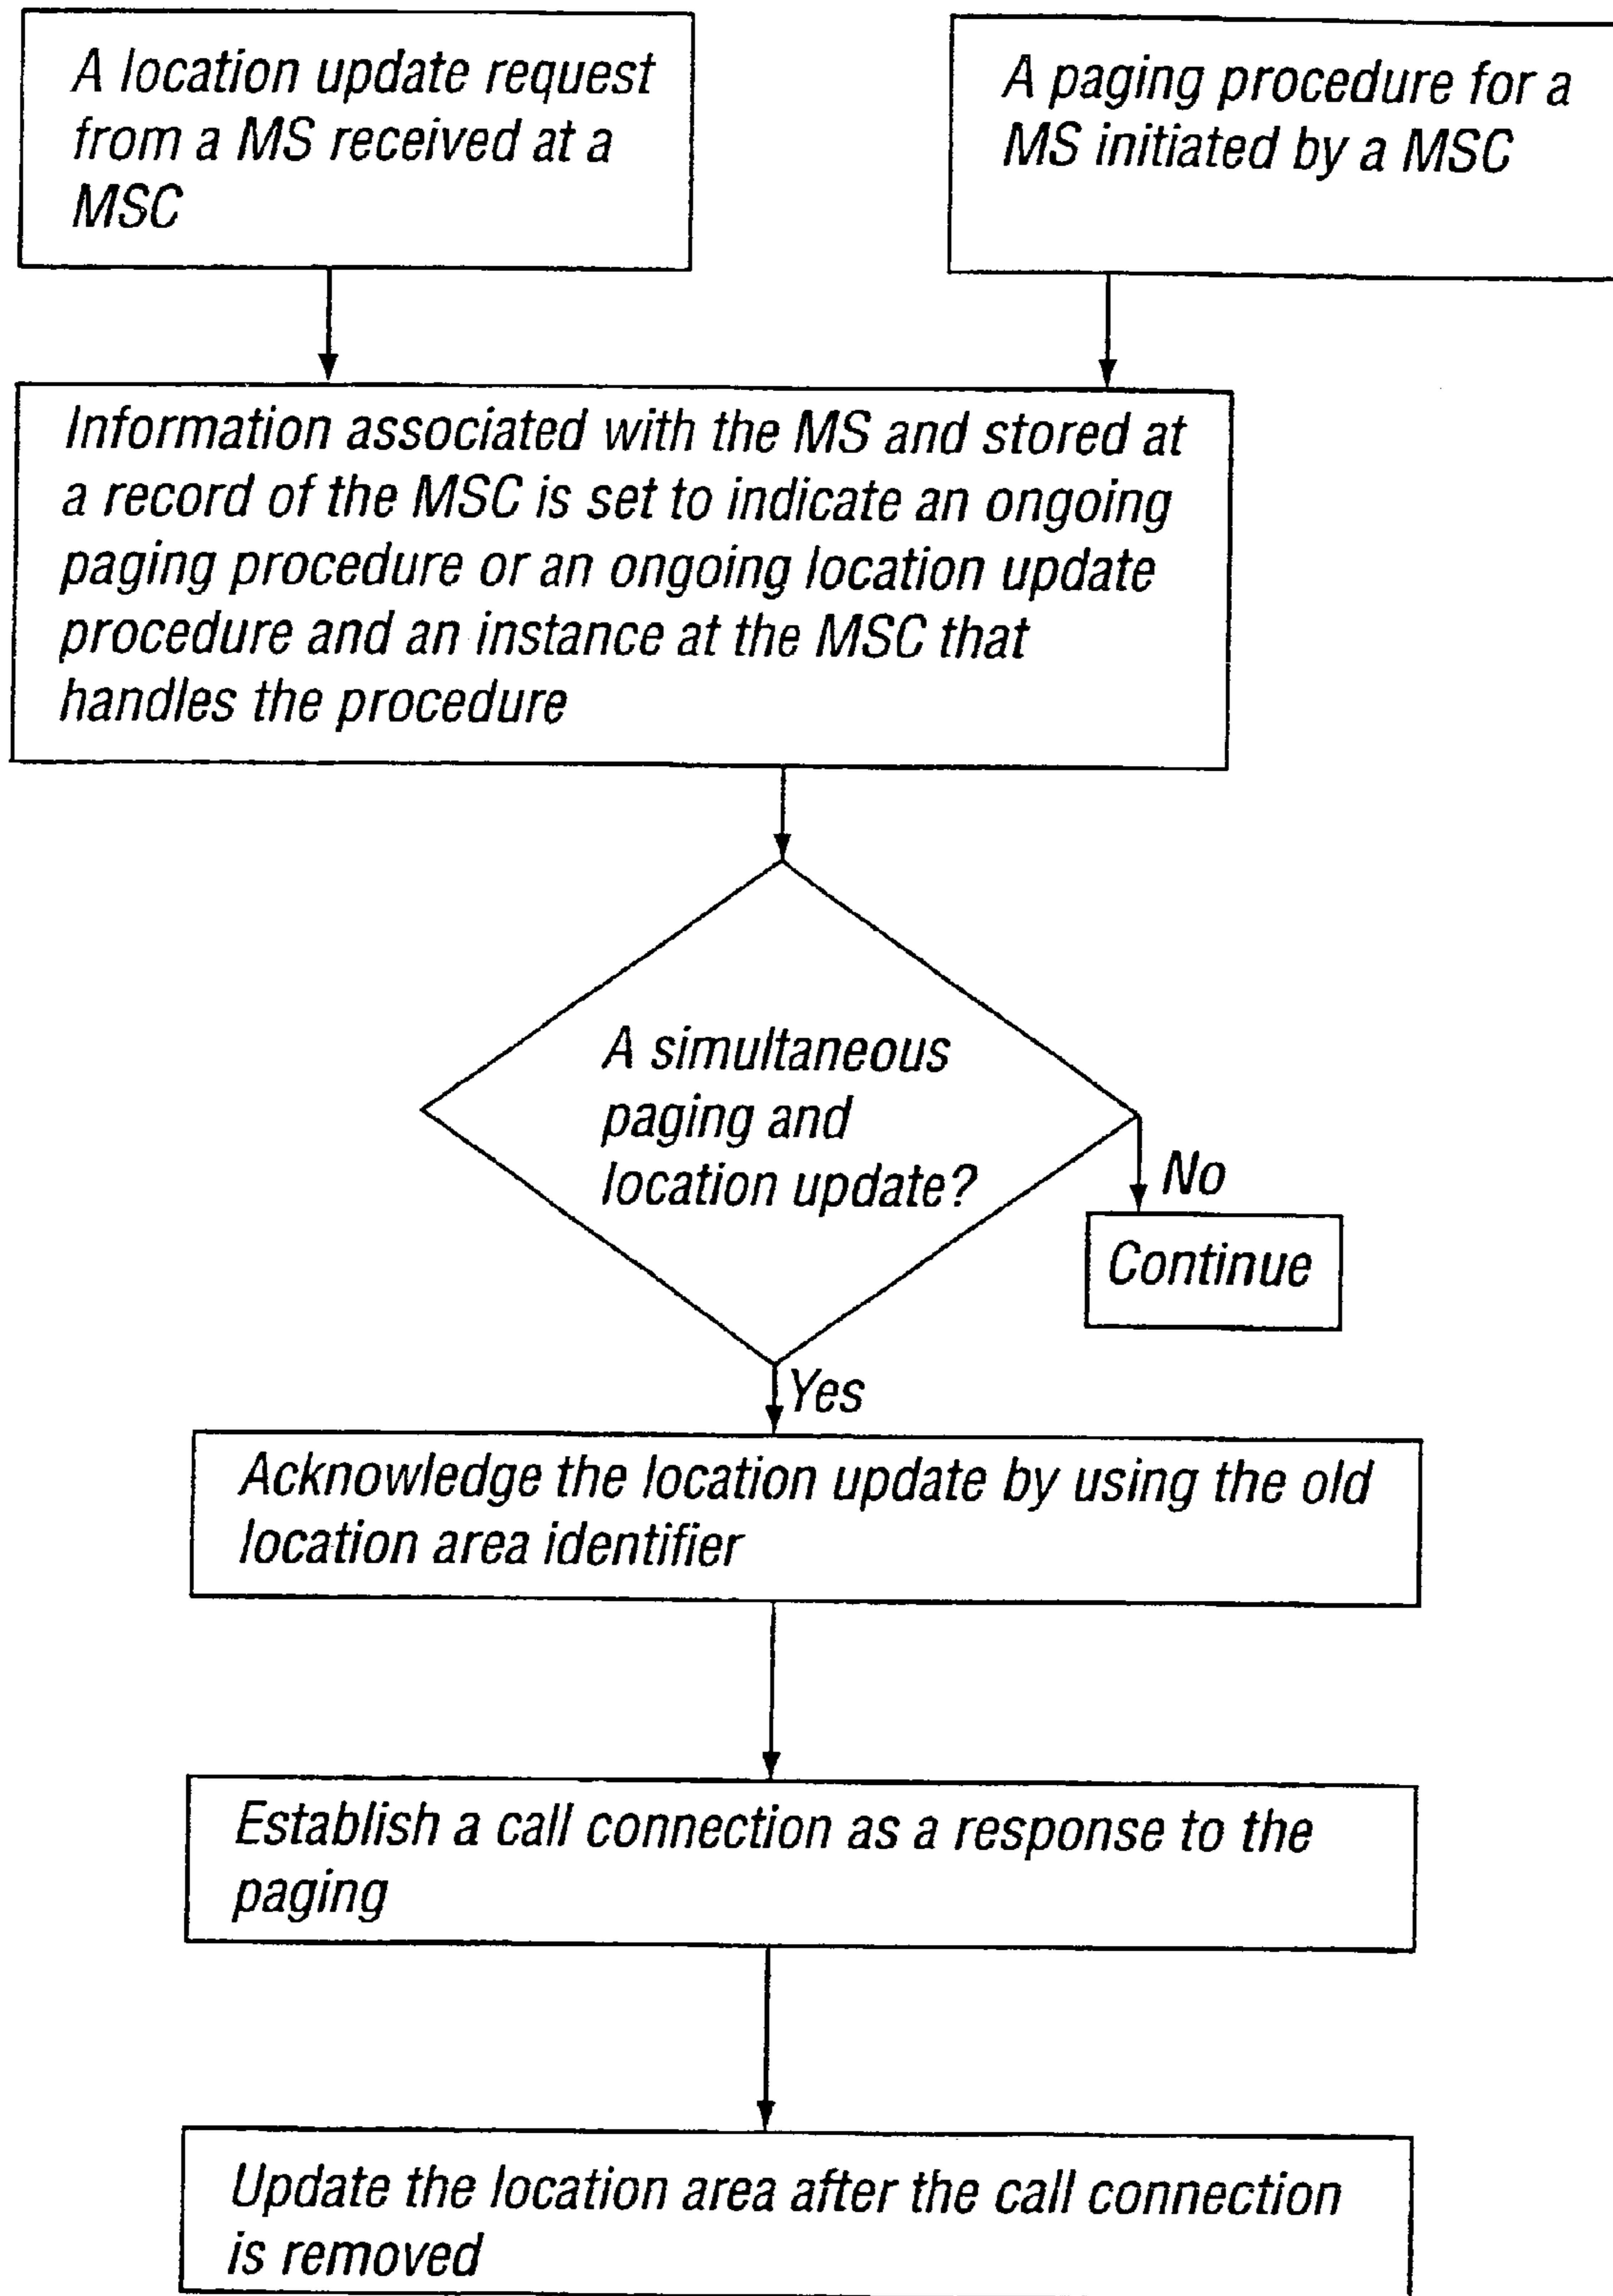 A location update request
from a MS received at a
MSC
A paging procedure for a
MS initiated by a MSC
Information associated with the MS and stored at
a record of the MSC is set to indicate an ongoing
paging procedure or an ongoing location update
procedure and an instance at the MSC that
handles the procedure
A simultaneous
paging and
location update?
No
Continue
Yes
Acknowledge the location update by using the old
location area identifier
Establish a call connection as a response to the
paging
Update the location area after the call connection
is removed